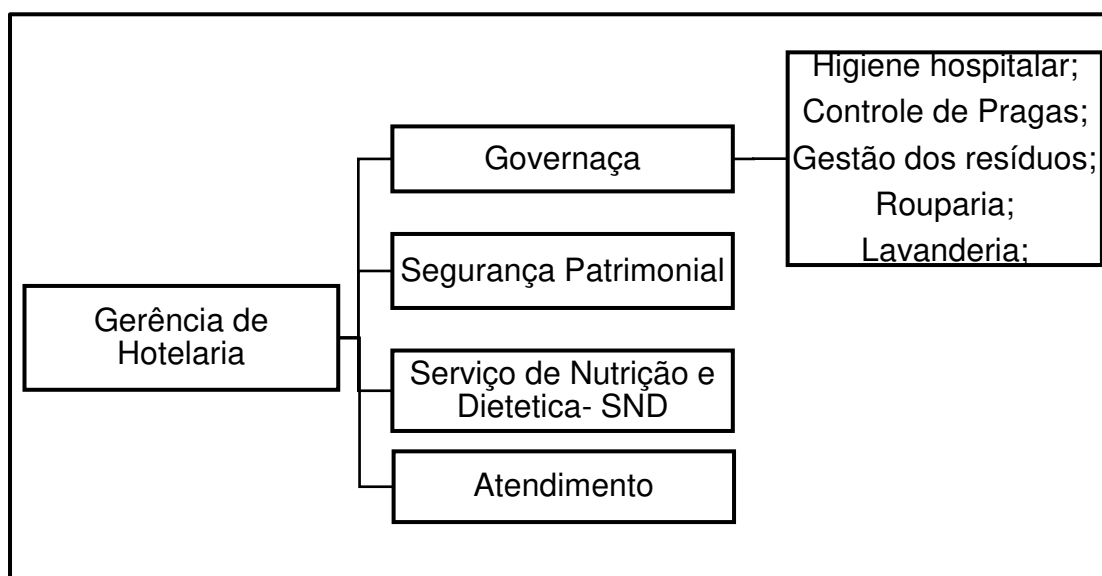 Higiene hospitalar;
Controle de Pragas;
Gestão dos resíduos;
Rouparia;
Lavanderia;
Governaça
Segurança Patrimonial
Gerência de
Hotelaria
Serviço de Nutrição e
Dietetica- SND
Atendimento